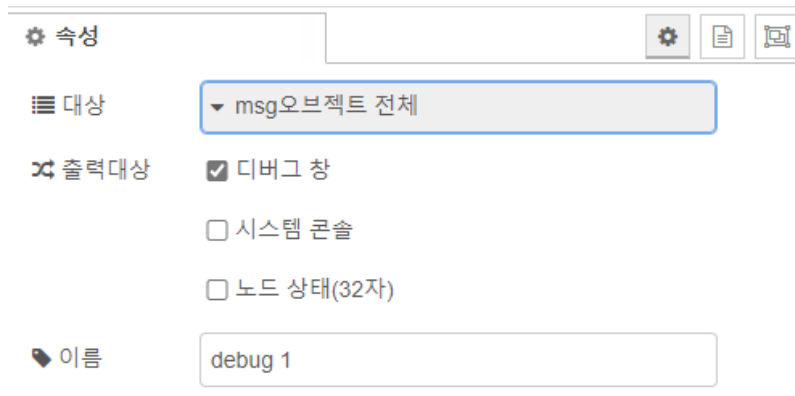 속성
대상 msg오브젝트 전체
출력대상 디버그 창
시스템 콘솔
노드 상태(32자)
이름 debug 1